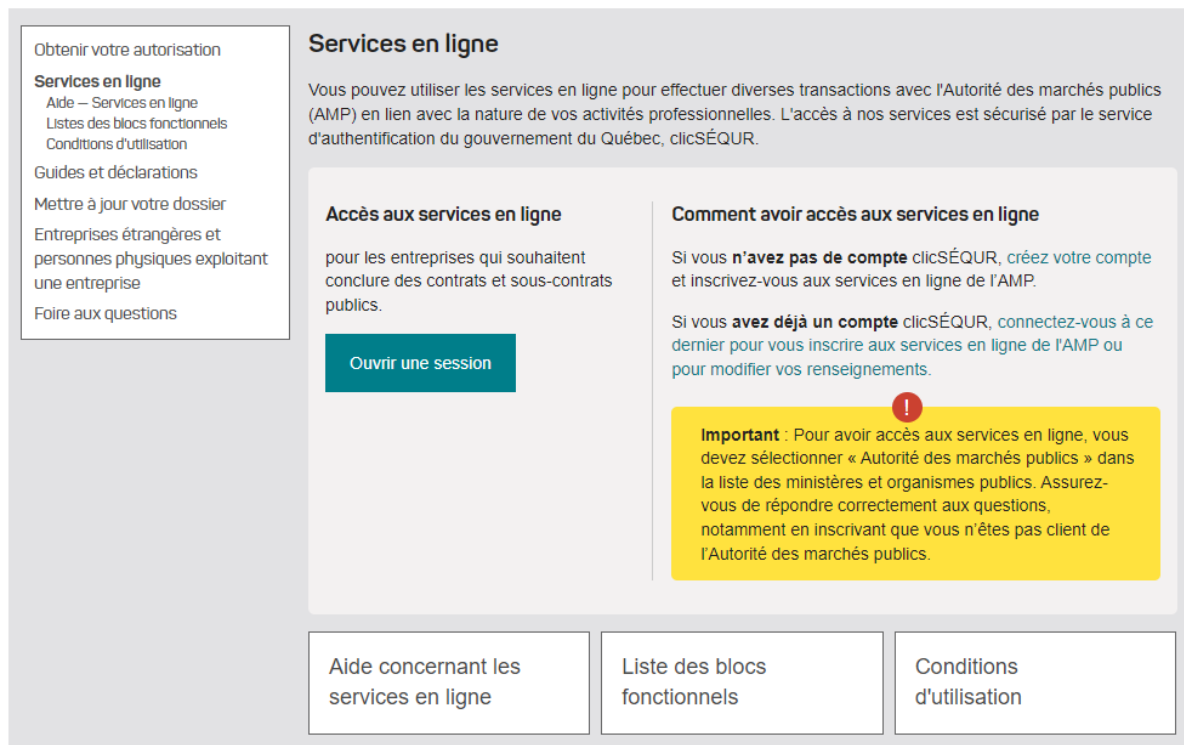 Obtenir votre autorisation
Services en ligne
Aide — Services en ligne
Listes des blocs fonctionnels
Conditions d'utilisation
Guides et déclarations
Mettre à jour votre dossier
Entreprises étrangères et
personnes physiques exploitant
une entreprise
Foire aux questions
Services en ligne
Vous pouvez utiliser les services en ligne pour effectuer diverses transactions avec l'Autorité des marchés publics
(AMP) en lien avec la nature de vos activités professionnelles. L'accès à nos services est sécurisé par le service
d'authentification du gouvernement du Québec, clicSÉQUR.
Accès aux services en ligne
pour les entreprises qui souhaitent
conclure des contrats et sous-contrats
publics.
Ouvrir une session
Comment avoir accès aux services en ligne
Si vous n’avez pas de compte clicSÉQUR, créez votre compte
et inscrivez-vous aux services en ligne de l’AMP.
Si vous avez déjà un compte clicSÉQUR, connectez-vous à ce
dernier pour vous inscrire aux services en ligne de l'AMP ou
pour modifier vos renseignements.
!
Important : Pour avoir accès aux services en ligne, vous
devez sélectionner « Autorité des marchés publics » dans
la liste des ministères et organismes publics. Assurez-
vous de répondre correctement aux questions,
notamment en inscrivant que vous n’êtes pas client de
l’Autorité des marchés publics.
Aide concernant les
services en ligne
Liste des blocs
fonctionnels
Conditions
d'utilisation